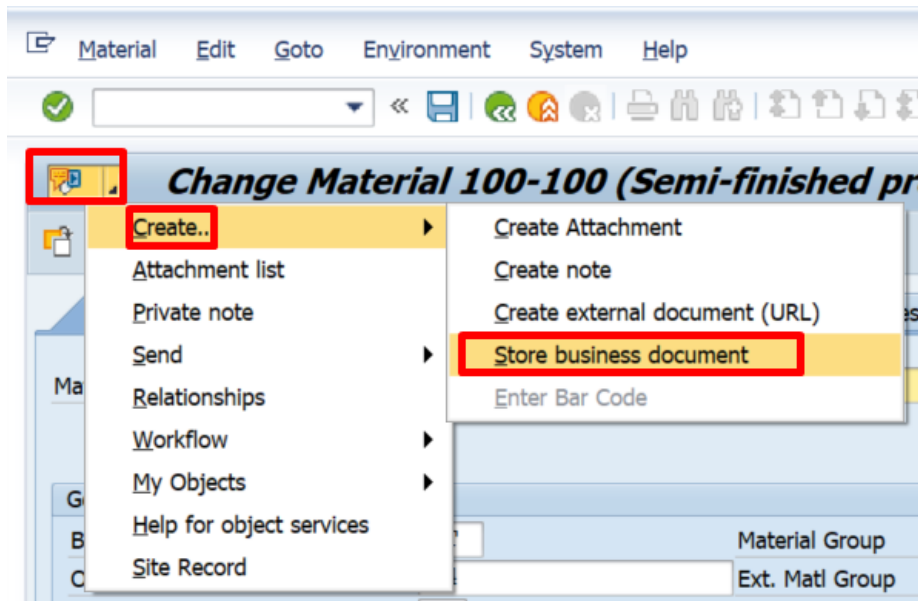 Material Edit Goto Environment System Help
Change Material 100-100 (Semi-finished pr
Create..
Create Attachment
Attachment list
Create note
Private note
Create external document (URL)
Send
Store business document
Ma
Relationships
Enter Bar Code
Workflow
My Objects
G
Help for object services
B
Material Group
Site Record
Ext. Matl Group